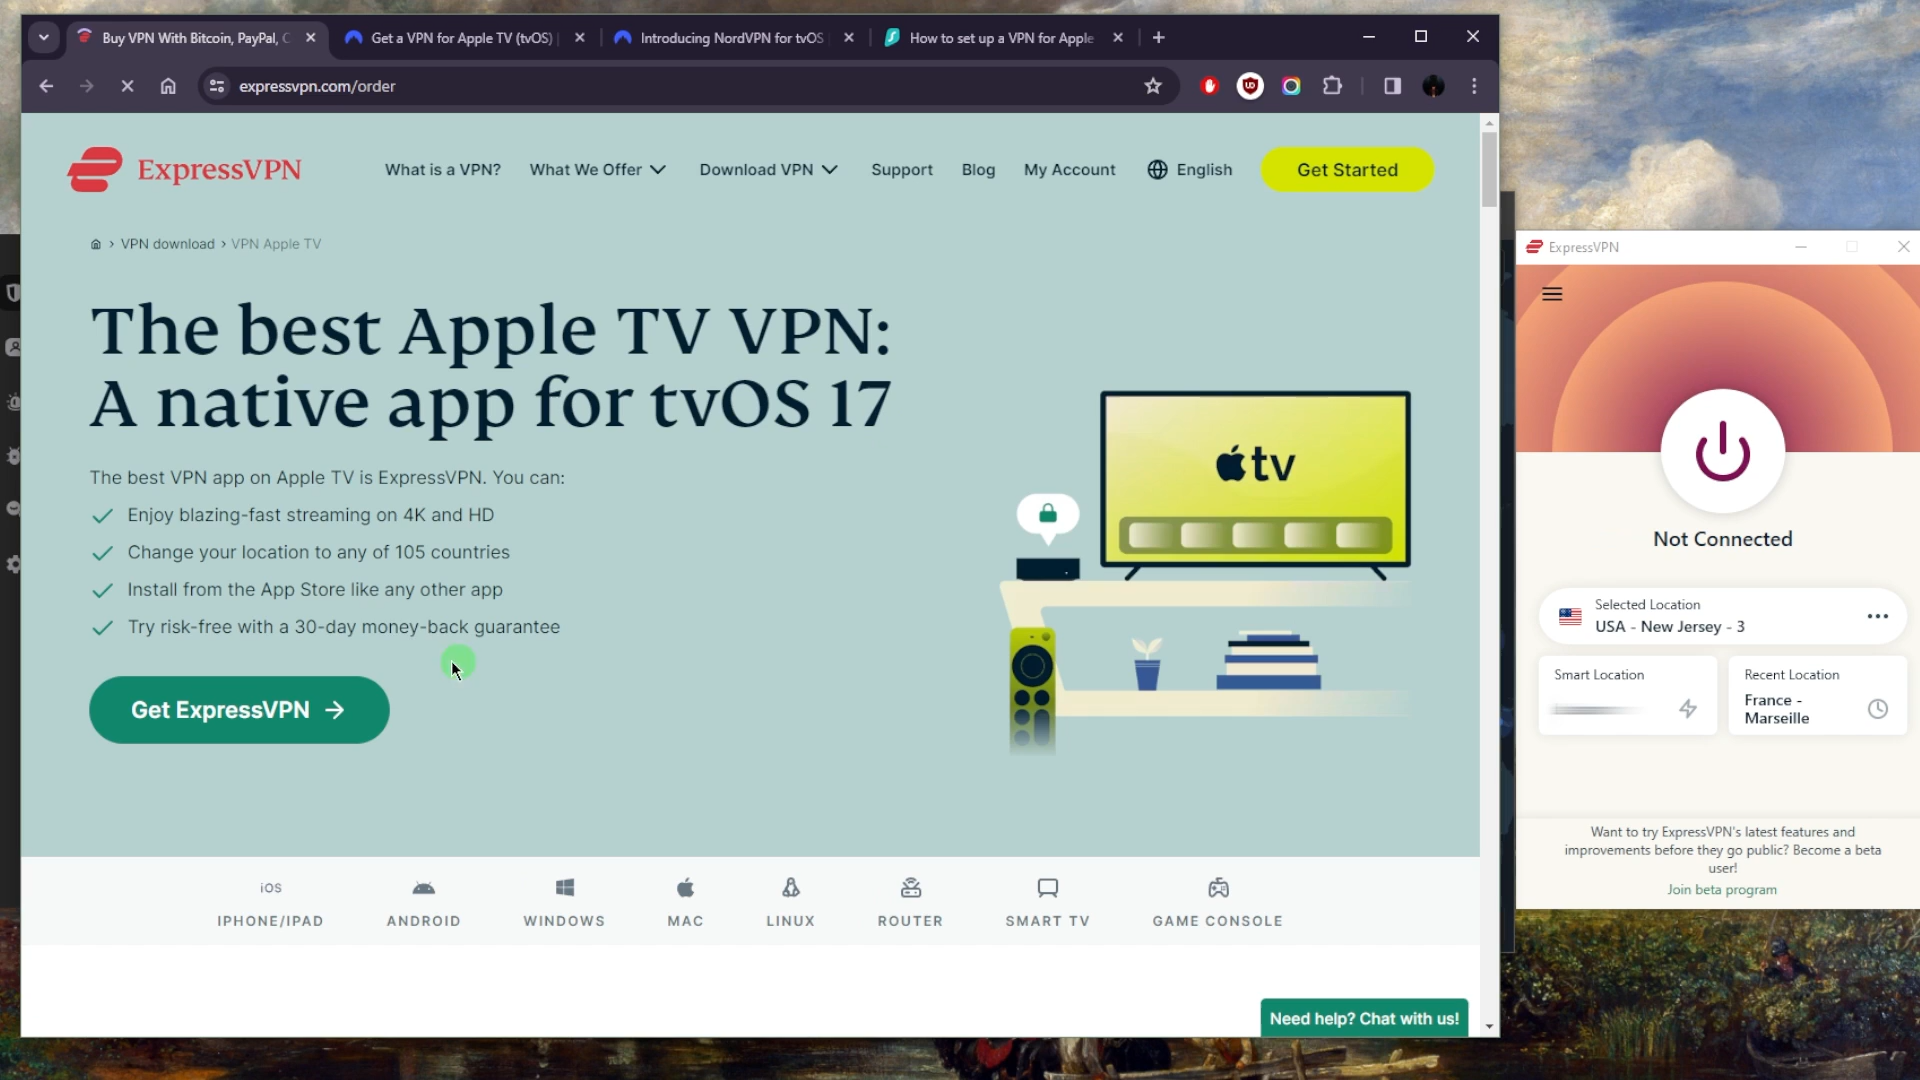 Buy VPN With Bitcoin, PayPal, C
Get a VPN for Apple TV (tvOS)
Introducing NordVPN for tvOS
How to set up a VPN for Apple
expressvpn.com/order
ExpressVPN
What is a VPN?
What We Offer
Download VPN
Support
Blog
My Account
English
Get Started
VPN download › VPN Apple TV
The best Apple TV VPN:
A native app for tvOS 17
The best VPN app on Apple TV is ExpressVPN. You can:
Enjoy blazing-fast streaming on 4K and HD
Change your location to any of 105 countries
Install from the App Store like any other app
Try risk-free with a 30-day money-back guarantee
Get ExpressVPN
tv
iOS
IPHONE/IPAD
ANDROID
WINDOWS
MAC
LINUX
ROUTER
SMART TV
GAME CONSOLE
Need help? Chat with us!
ExpressVPN
Not Connected
Selected Location
USA - New Jersey - 3
Smart Location
Recent Location
France -
Marseille
Want to try ExpressVPN's latest features and
improvements before they go public? Become a beta
user!
Join beta program